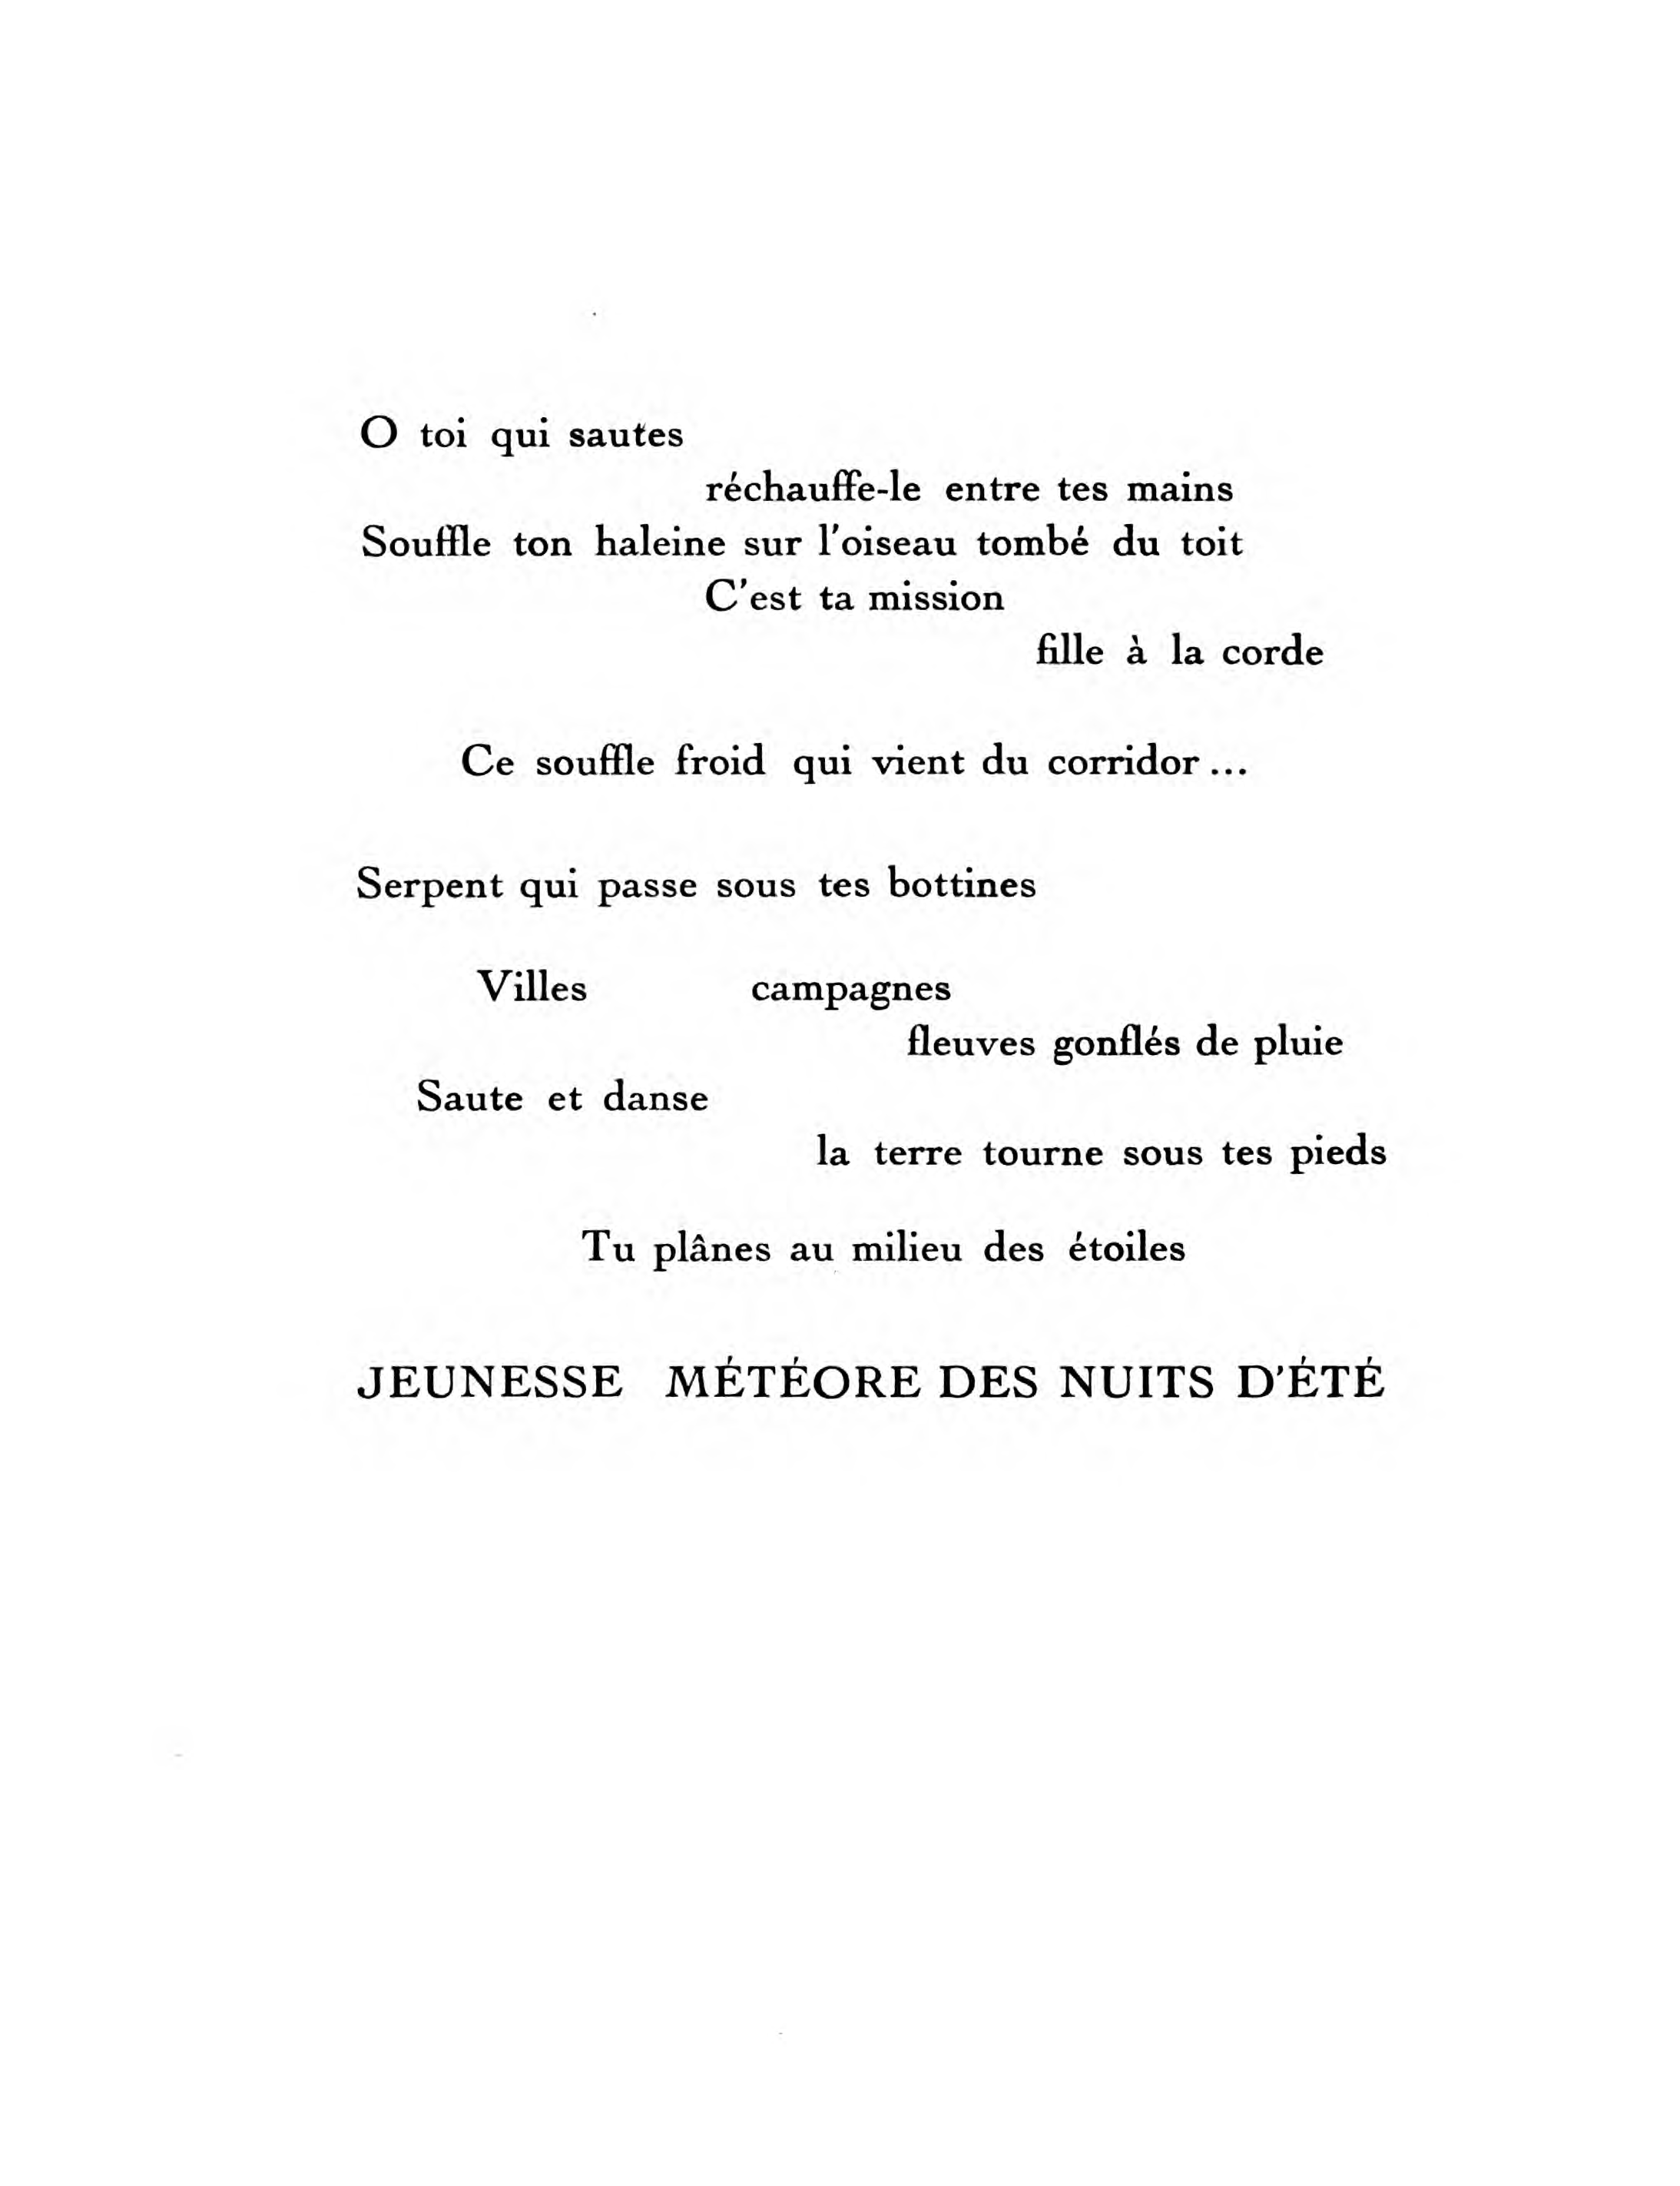 O toi qui sautes
réchauffe-le entre tes mains
Souffle ton haleine sur l'oiseau tombé du toit
C'est ta mission
fille à la corde
Ce souffle froid qui vient du corridor...
Serpent qui passe sous tes bottines
Villes campagnes
fleuves gonflés de pluie
Saute et danse
la terre tourne sous tes pieds
Tu plânes au milieu des étoiles
JEUNESSE MÉTÉORE DES NUITS D'ÉTÉ